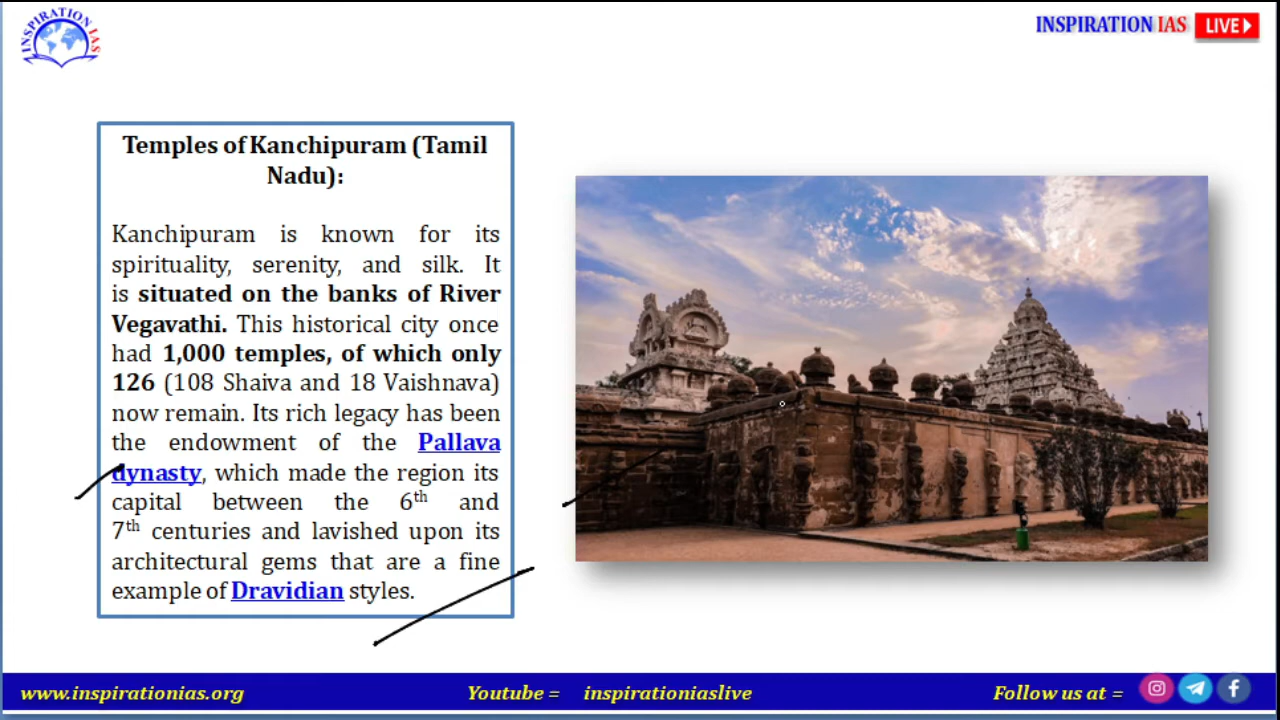 INSPIRATION IAS
INSPIRATION IAS LIVE
Temples of Kanchipuram (Tamil
Nadu):
Kanchipuram is known for its
spirituality, serenity, and silk. It
is situated on the banks of River
Vegavathi. This historical city once
had 1,000 temples, of which only
126 (108 Shaiva and 18 Vaishnava)
now remain. Its rich legacy has been
the endowment of the Pallava
dynasty, which made the region its
capital between the 6th and
7th centuries and lavished upon its
architectural gems that are a fine
example of Dravidian styles.
www.inspirationias.org Youtube = inspirationiaslive Follow us at =